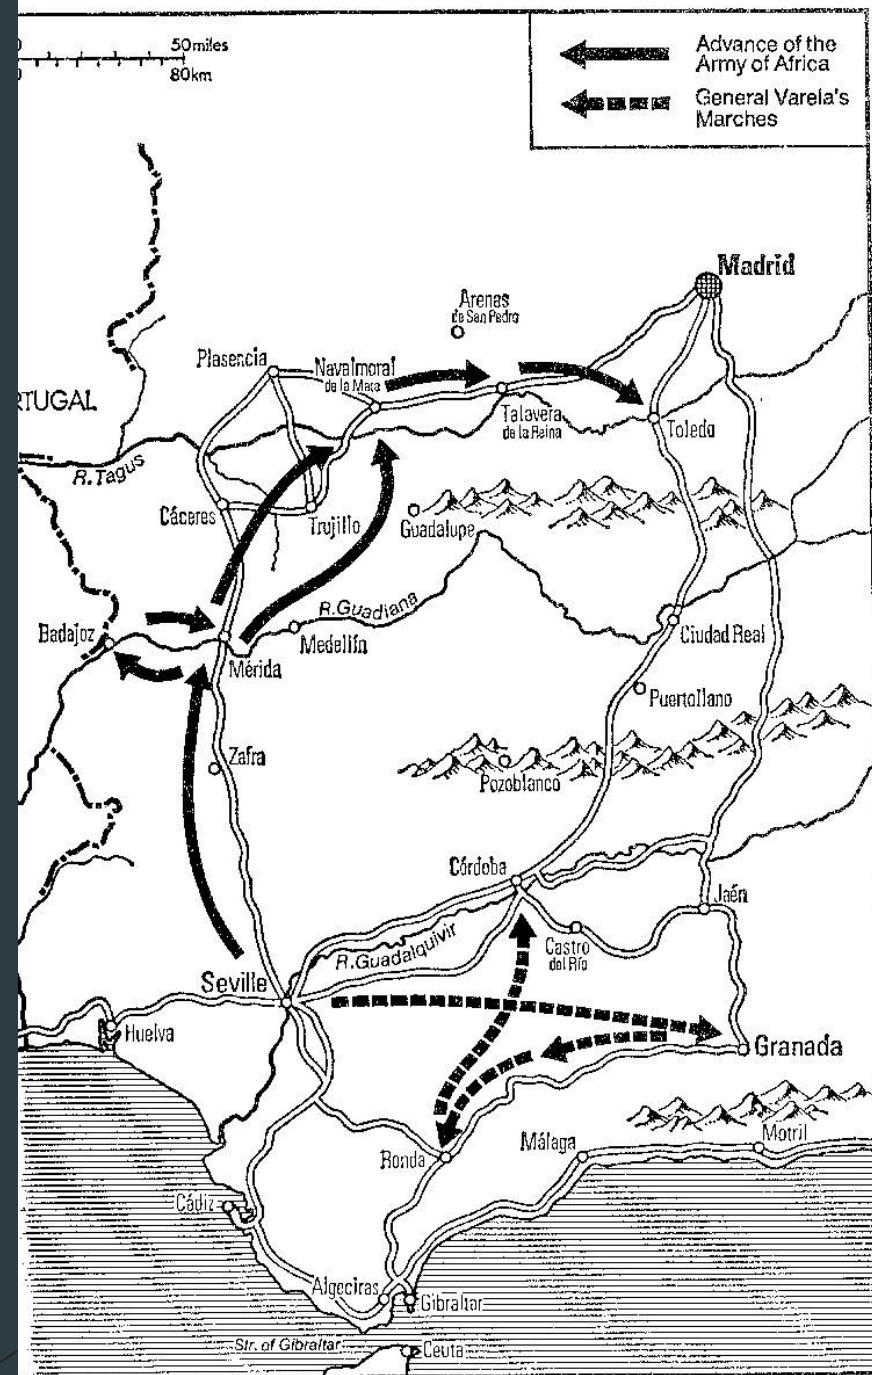 0 50miles
0 80km
Advance of the
Army of Africa
General Varela's
Marches
Madrid
Arenas
de San Pedro
Plasencia
Navalmoral
de la Mata
RTUGAL
Talavera
de la Reina
Toledo
R.Tagus
Cáceres
Trujillo
Guadalupe
R.Guadiana
Badajoz
Medellín
Ciudad Real
Mérida
Puertollano
Zafra
Pozoblanco
Córdoba
Jaén
R.Guadalquivir
Castro
del Río
Seville
Huelva
Granada
Motril
Málaga
Ronda
Cádiz
Algeciras
Gibraltar
Str. of Gibraltar
Ceuta